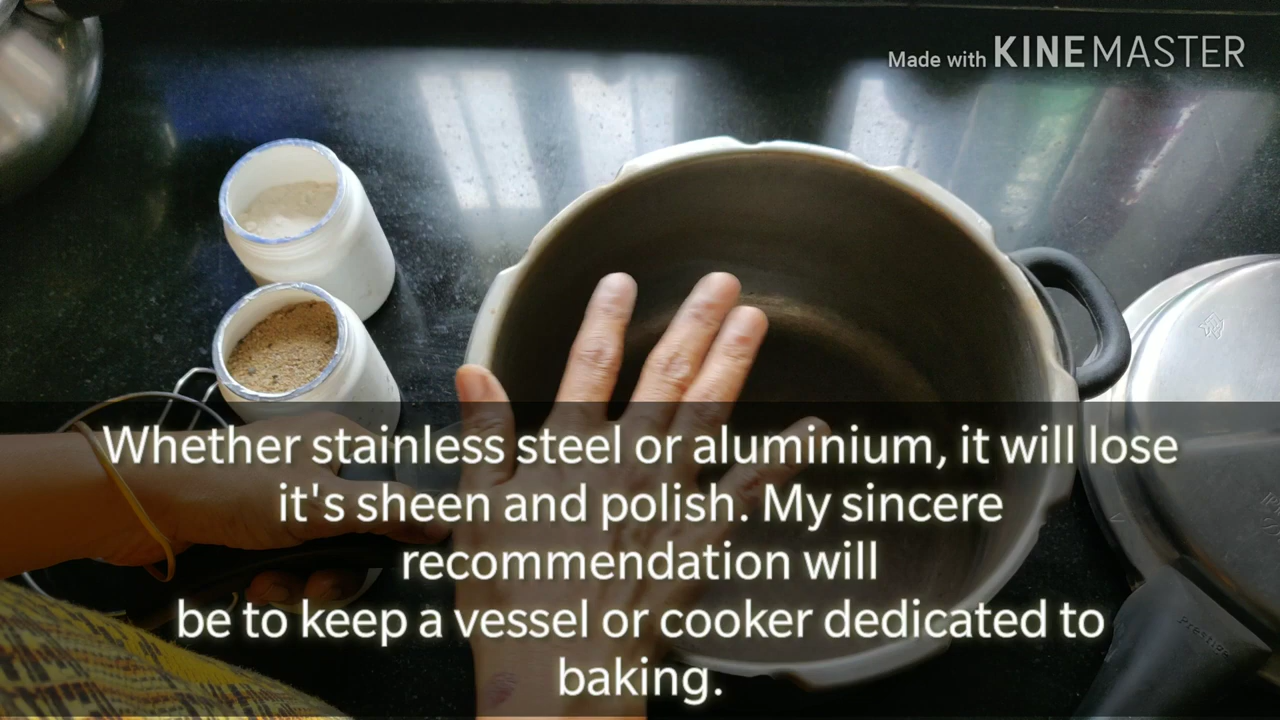 Made with KINEMASTER
Whether stainless steel or aluminium, it will lose
it's sheen and polish. My sincere
recommendation will
be to keep a vessel or cooker dedicated to
baking.
Prestige